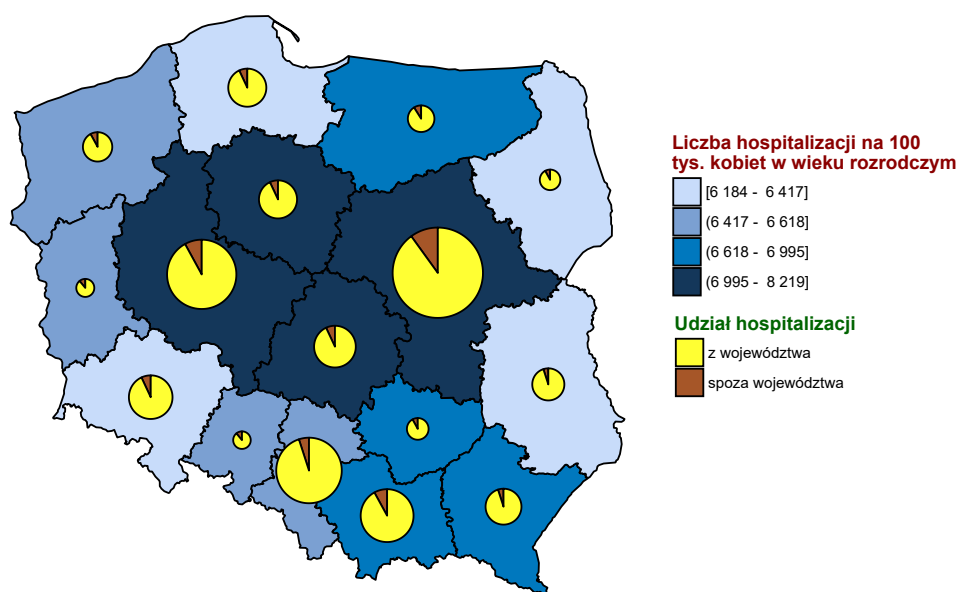 Liczba hospitalizacji na 100
tys. kobiet w wieku rozrodczym
[6 184 - 6 417]
(6 417 - 6 618]
(6 618 - 6 995]
(6 995 - 8 219]
Udział hospitalizacji
z województwa
spoza województwa